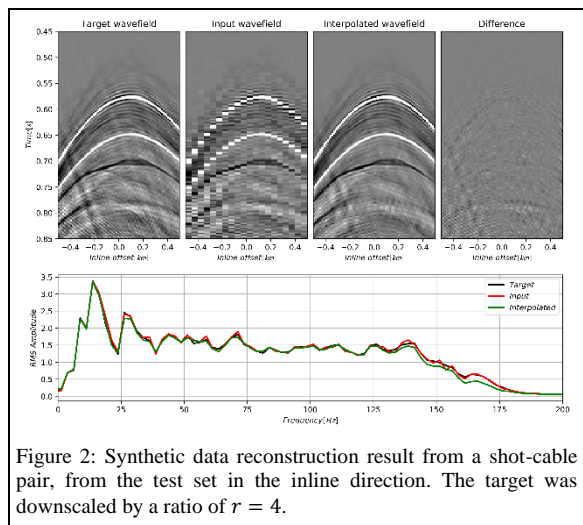 Target wavefield Input wavefield Interpolated wavefield Difference
0.45
0.50
0.55
0.60
Time[s]
0.65
0.70
0.75
0.80
0.85
-0.4 -0.2 0.0 0.2 0.4 -0.4 -0.2 0.0 0.2 0.4 -0.4 -0.2 0.0 0.2 0.4 -0.4 -0.2 0.0 0.2 0.4
Inline offset[km] Inline offset[km] Inline offset[km] Inline offset[km]
3.5
Target
3.0
Input
2.5
Interpolated
2.0
RMS Amplitude
1.5
1.0
0.5
0.0
0 25 50 75 100 125 150 175 200
Frequency[Hz]
Figure 2: Synthetic data reconstruction result from a shot-cable
pair, from the test set in the inline direction. The target was
downscaled by a ratio of r = 4.